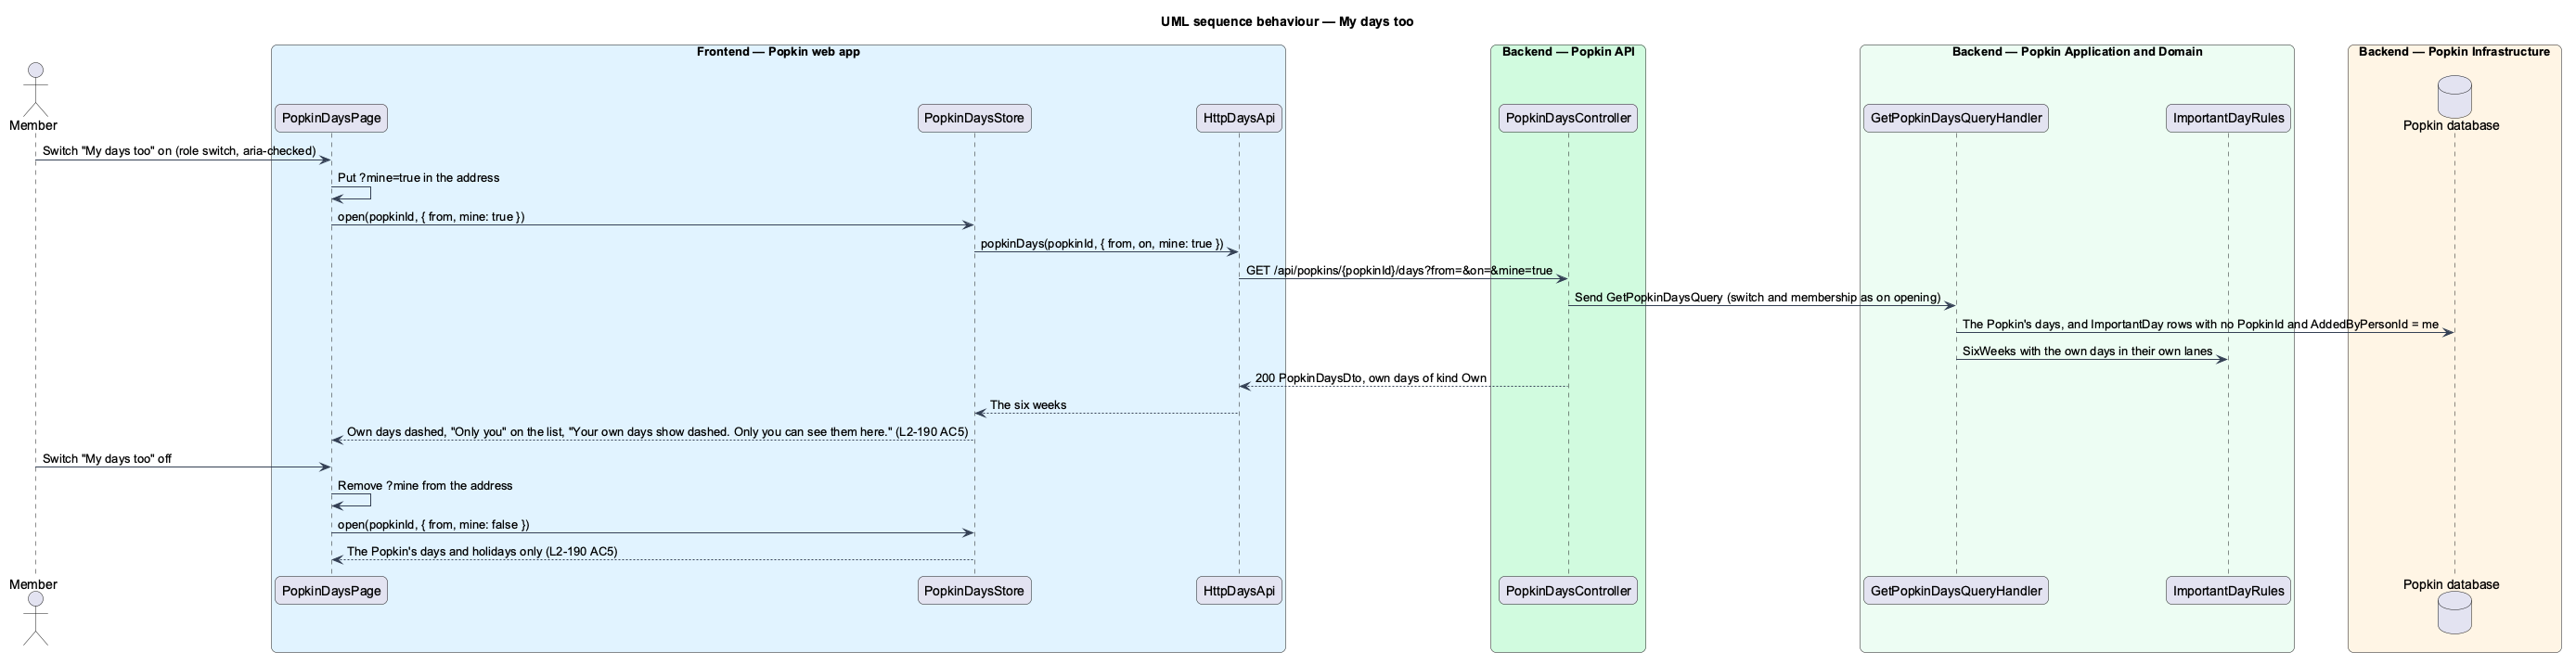 UML sequence behaviour — My days too
Frontend — Popkin web app
Backend — Popkin API
Backend — Popkin Application and Domain
Backend — Popkin Infrastructure
Member
PopkinDaysPage
PopkinDaysStore
HttpDaysApi
PopkinDaysController
GetPopkinDaysQueryHandler
ImportantDayRules
Popkin database
Switch "My days too" on (role switch, aria-checked)
Put ?mine=true in the address
open(popkinId, { from, mine: true })
popkinDays(popkinId, { from, on, mine: true })
GET /api/popkins/{popkinId}/days?from=&on=&mine=true
Send GetPopkinDaysQuery (switch and membership as on opening)
The Popkin's days, and ImportantDay rows with no PopkinId and AddedByPersonId = me
SixWeeks with the own days in their own lanes
200 PopkinDaysDto, own days of kind Own
The six weeks
Own days dashed, "Only you" on the list, "Your own days show dashed. Only you can see them here." (L2-190 AC5)
Switch "My days too" off
Remove ?mine from the address
open(popkinId, { from, mine: false })
The Popkin's days and holidays only (L2-190 AC5)
Member
PopkinDaysPage
PopkinDaysStore
HttpDaysApi
PopkinDaysController
GetPopkinDaysQueryHandler
ImportantDayRules
Popkin database